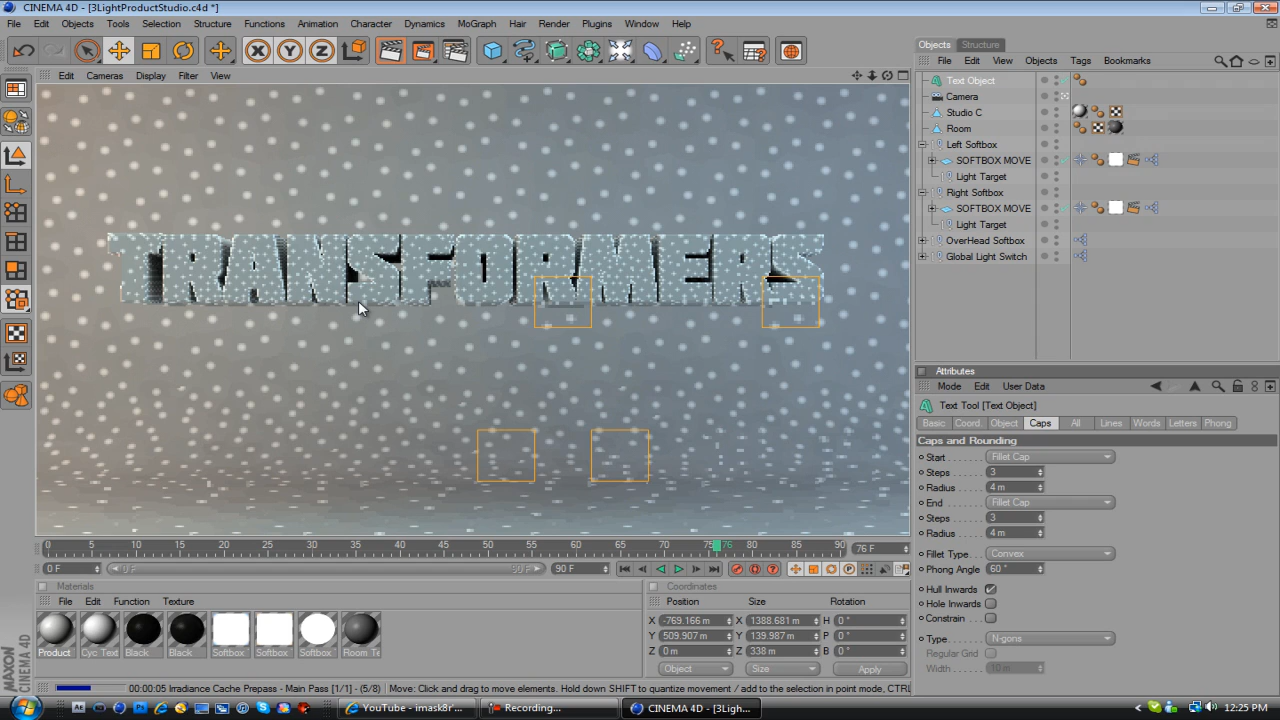 CINEMA 4D - [3LightProductStudio.c4d *]
File Edit Objects Tools Selection Structure Functions Animation Character Dynamics MoGraph Hair Render Plugins Window Help
X Y Z
Edit Cameras Display Filter View
TRANSFORMERS
Objects Structure
File Edit View Objects Tags Bookmarks
Text Object
Camera
Studio C
Room
Left Softbox
SOFTBOX MOVE
Light Target
Right Softbox
SOFTBOX MOVE
Light Target
OverHead Softbox
Global Light Switch
Attributes
Mode Edit User Data
Text Tool [Text Object]
Basic Coord. Object Caps All Lines Words Letters Phong
Caps and Rounding
Start Fillet Cap
Steps 3
Radius 4 m
End Fillet Cap
Steps 3
Radius 4 m
Fillet Type Convex
Phong Angle 60 °
Hull Inwards
Hole Inwards
Constrain
Type N-gons
Regular Grid
Width 10 m
0 5 10 15 20 25 30 35 40 45 50 55 60 65 70 75 76 80 85 90 76 F
0 F 0 F 90 F 90 F
Materials
File Edit Function Texture
Product Cyc Text Black Black Softbox Softbox Softbox Room Te
Coordinates
Position Size Rotation
X -769.166 m X 1388.681 m H 0 °
Y 509.907 m Y 139.987 m P 0 °
Z 0 m Z 338 m B 0 °
Object Size Apply
MAXON CINEMA 4D
00:00:05 Irradiance Cache Prepass - Main Pass [1/1] - (5/8) Move: Click and drag to move elements. Hold down SHIFT to quantize movement / add to the selection in point mode, CTRL
YouTube - imask8r'... Recording... CINEMA 4D - [3Ligh... 12:25 PM